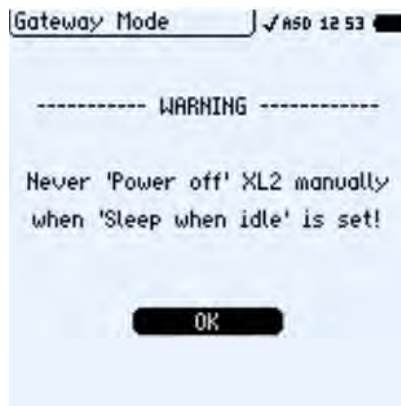 Gateway Mode √ASD 12 53
----------- WARNING ------------
Never 'Power off' XL2 manually
when 'Sleep when idle' is set!
OK